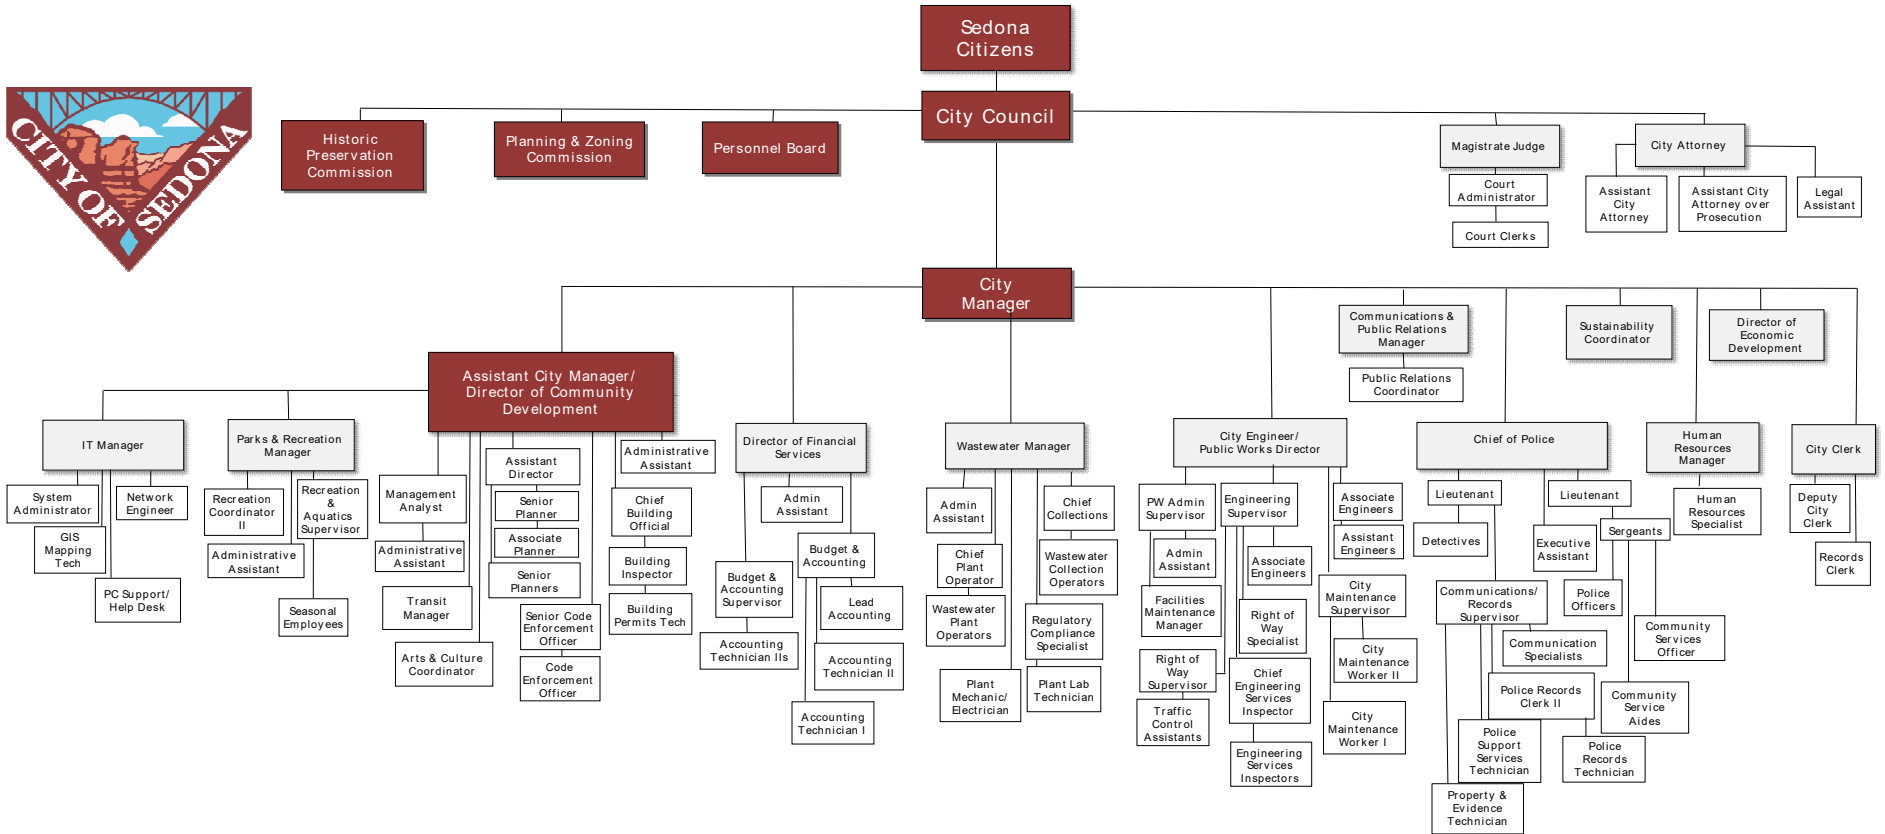 Sedona
Citizens
City Council
Historic
Preservation
Commission
Planning & Zoning
Commission
Personnel Board
Magistrate Judge
City Attorney
Court
Administrator
Court Clerks
Assistant
City
Attorney
Assistant City
Attorney over
Prosecution
Legal
Assistant
CITY OF
SEDONA
City
Manager
Communications &
Public Relations
Manager
Public Relations
Coordinator
Sustainability
Coordinator
Director of
Economic
Development
Assistant City Manager/
Director of Community
Development
IT Manager
System
Administrator
Network
Engineer
GIS
Mapping
Tech
PC Support/
Help Desk
Parks & Recreation
Manager
Recreation
Coordinator
II
Recreation
&
Aquatics
Supervisor
Administrative
Assistant
Seasonal
Employees
Management
Analyst
Administrative
Assistant
Transit
Manager
Arts & Culture
Coordinator
Assistant
Director
Senior
Planner
Associate
Planner
Senior
Planners
Senior Code
Enforcement
Officer
Code
Enforcement
Officer
Administrative
Assistant
Chief
Building
Official
Building
Inspector
Building
Permits Tech
Director of Financial
Services
Admin
Assistant
Budget &
Accounting
Budget &
Accounting
Supervisor
Lead
Accounting
Accounting
Technician IIs
Accounting
Technician II
Accounting
Technician I
Wastewater Manager
Admin
Assistant
Chief
Collections
Chief
Plant
Operator
Wastewater
Collection
Operators
Wastewater
Plant
Operators
Regulatory
Compliance
Specialist
Plant
Mechanic/
Electrician
Plant Lab
Technician
City Engineer/
Public Works Director
PW Admin
Supervisor
Engineering
Supervisor
Associate
Engineers
Admin
Assistant
Associate
Engineers
Assistant
Engineers
Facilities
Maintenance
Manager
Right of
Way
Specialist
City
Maintenance
Supervisor
Right of
Way
Supervisor
Chief
Engineering
Services
Inspector
City
Maintenance
Worker II
Traffic
Control
Assistants
Engineering
Services
Inspectors
City
Maintenance
Worker I
Chief of Police
Lieutenant
Lieutenant
Detectives
Executive
Assistant
Sergeants
Communications/
Records
Supervisor
Police
Officers
Community
Services
Officer
Communication
Specialists
Police Records
Clerk II
Community
Service
Aides
Police
Support
Services
Technician
Police
Records
Technician
Property &
Evidence
Technician
Human
Resources
Manager
Human
Resources
Specialist
City Clerk
Deputy
City
Clerk
Records
Clerk